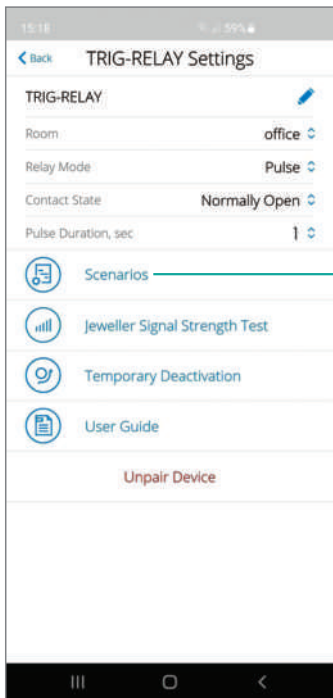 15:18 59%
Back TRIG-RELAY Settings
TRIG-RELAY
Room office
Relay Mode Pulse
Contact State Normally Open
Pulse Duration, sec 1
Scenarios
Jeweller Signal Strength Test
Temporary Deactivation
User Guide
Unpair Device